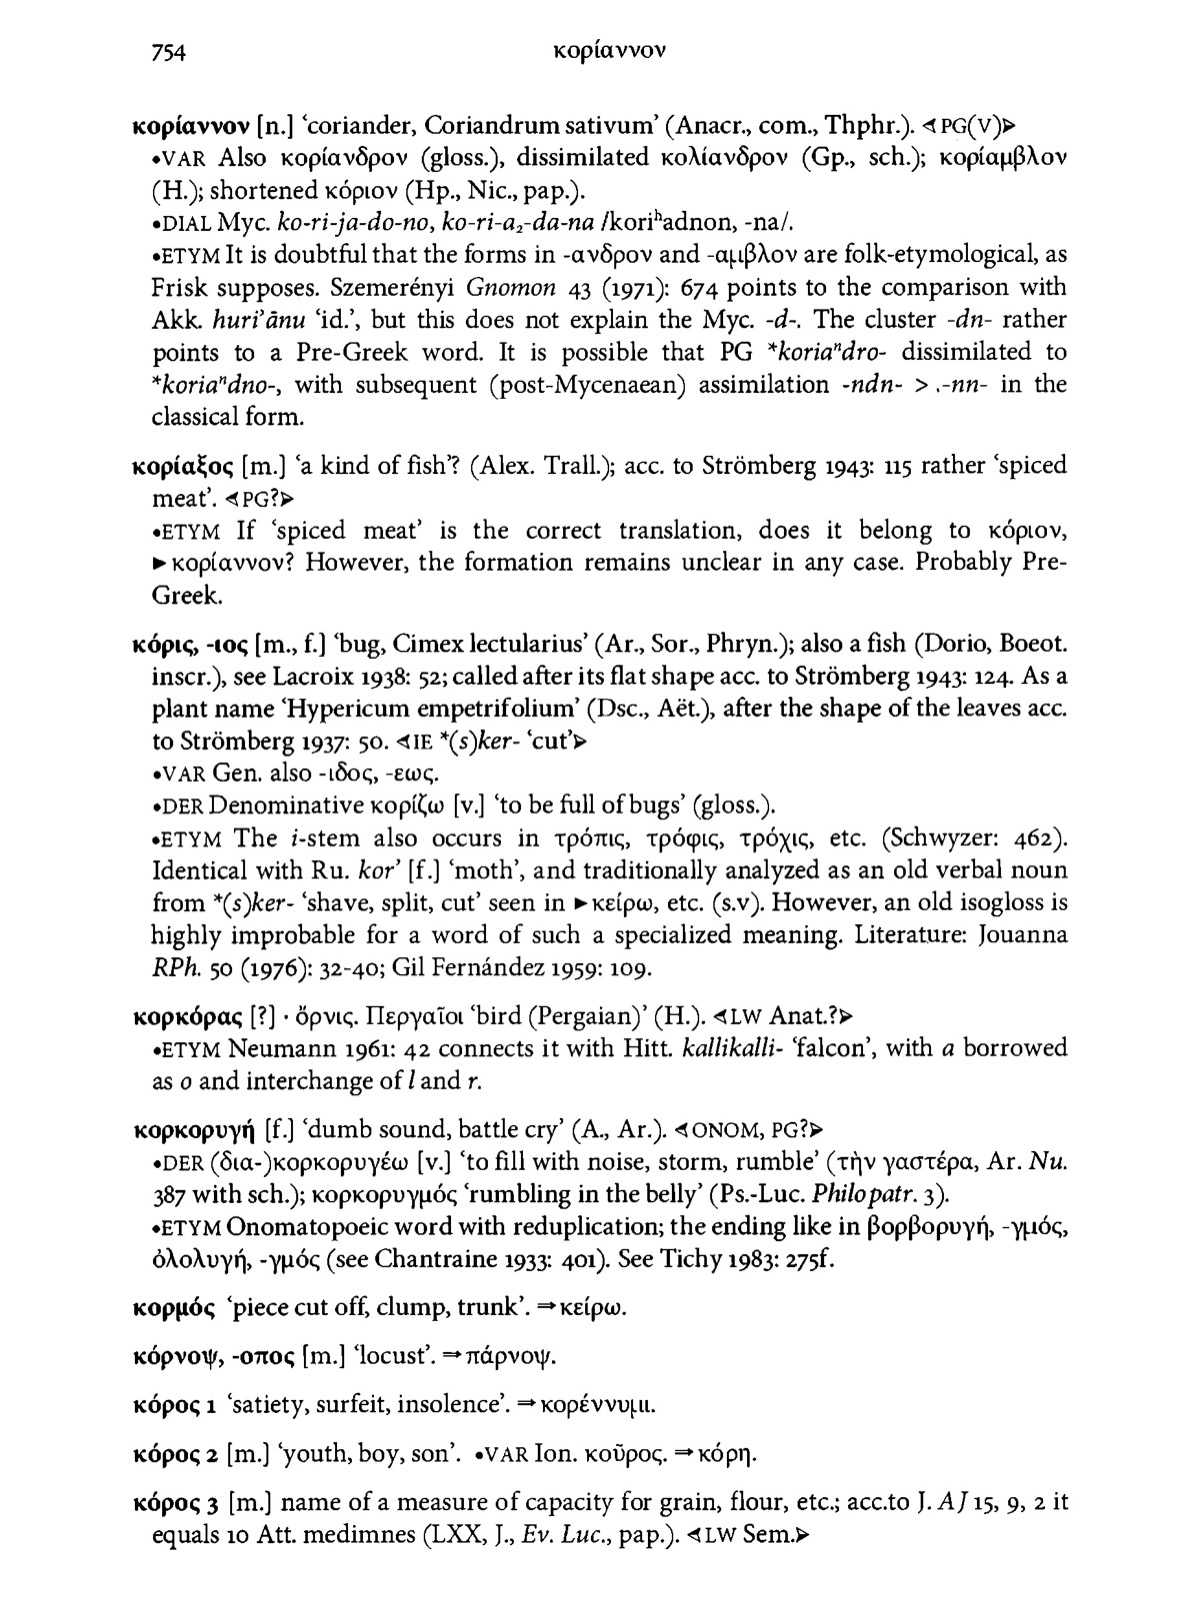 754 κορίαννον
κορίαννον [n.] ‘coriander, Coriandrum sativum’ (Anacr., com., Thphr.). ⊲PG(V)⊳
•VAR Also κορίανδρον (gloss.), dissimilated κολίανδρον (Gp., sch.); κορίαμβλον
(H.); shortened κόριον (Hp., Nic., pap.).
•DIAL Myc. ko-ri-ja-do-no, ko-ri-a₂-da-na /koriʰadnon, -na/.
•ETYM It is doubtful that the forms in -ανδρον and -αμβλον are folk-etymological, as
Frisk supposes. Szemerényi Gnomon 43 (1971): 674 points to the comparison with
Akk. huri’ānu ‘id.’, but this does not explain the Myc. -d-. The cluster -dn- rather
points to a Pre-Greek word. It is possible that PG *koriaⁿdro- dissimilated to
*koriaⁿdno-, with subsequent (post-Mycenaean) assimilation -ndn- > .-nn- in the
classical form.
κορίαξος [m.] ‘a kind of fish’? (Alex. Trall.); acc. to Strömberg 1943: 115 rather ‘spiced
meat’. ⊲PG?⊳
•ETYM If ‘spiced meat’ is the correct translation, does it belong to κόριον,
►κορίαννον? However, the formation remains unclear in any case. Probably Pre-
Greek.
κόρις, -ιος [m., f.] ‘bug, Cimex lectularius’ (Ar., Sor., Phryn.); also a fish (Dorio, Boeot.
inscr.), see Lacroix 1938: 52; called after its flat shape acc. to Strömberg 1943: 124. As a
plant name ‘Hypericum empetrifolium’ (Dsc., Aët.), after the shape of the leaves acc.
to Strömberg 1937: 50. ⊲IE *(s)ker- ‘cut’⊳
•VAR Gen. also -ιδος, -εως.
•DER Denominative κορίζω [v.] ‘to be full of bugs’ (gloss.).
•ETYM The i-stem also occurs in τρόπις, τρόφις, τρόχις, etc. (Schwyzer: 462).
Identical with Ru. kor’ [f.] ‘moth’, and traditionally analyzed as an old verbal noun
from *(s)ker- ‘shave, split, cut’ seen in ►κείρω, etc. (s.v). However, an old isogloss is
highly improbable for a word of such a specialized meaning. Literature: Jouanna
RPh. 50 (1976): 32-40; Gil Fernández 1959: 109.
κορκόρας [?] · ὄρνις. Περγαῖοι ‘bird (Pergaian)’ (H.). ⊲LW Anat.?⊳
•ETYM Neumann 1961: 42 connects it with Hitt. kallikalli- ‘falcon’, with a borrowed
as o and interchange of l and r.
κορκορυγή [f.] ‘dumb sound, battle cry’ (A., Ar.). ⊲ONOM, PG?⊳
•DER (δια-)κορκορυγέω [v.] ‘to fill with noise, storm, rumble’ (τὴν γαστέρα, Ar. Nu.
387 with sch.); κορκορυγμός ‘rumbling in the belly’ (Ps.-Luc. Philopatr. 3).
•ETYM Onomatopoeic word with reduplication; the ending like in βορβορυγή, -γμός,
ὀλολυγή, -γμός (see Chantraine 1933: 401). See Tichy 1983: 275f.
κορμός ‘piece cut off, clump, trunk’. ⇒κείρω.
κόρνοψ, -οπος [m.] ‘locust’. ⇒πάρνοψ.
κόρος 1 ‘satiety, surfeit, insolence’. ⇒κορέννυμι.
κόρος 2 [m.] ‘youth, boy, son’. •VAR Ion. κοῦρος. ⇒κόρη.
κόρος 3 [m.] name of a measure of capacity for grain, flour, etc.; acc.to J. AJ 15, 9, 2 it
equals 10 Att. medimnes (LXX, J., Ev. Luc., pap.). ⊲LW Sem.⊳